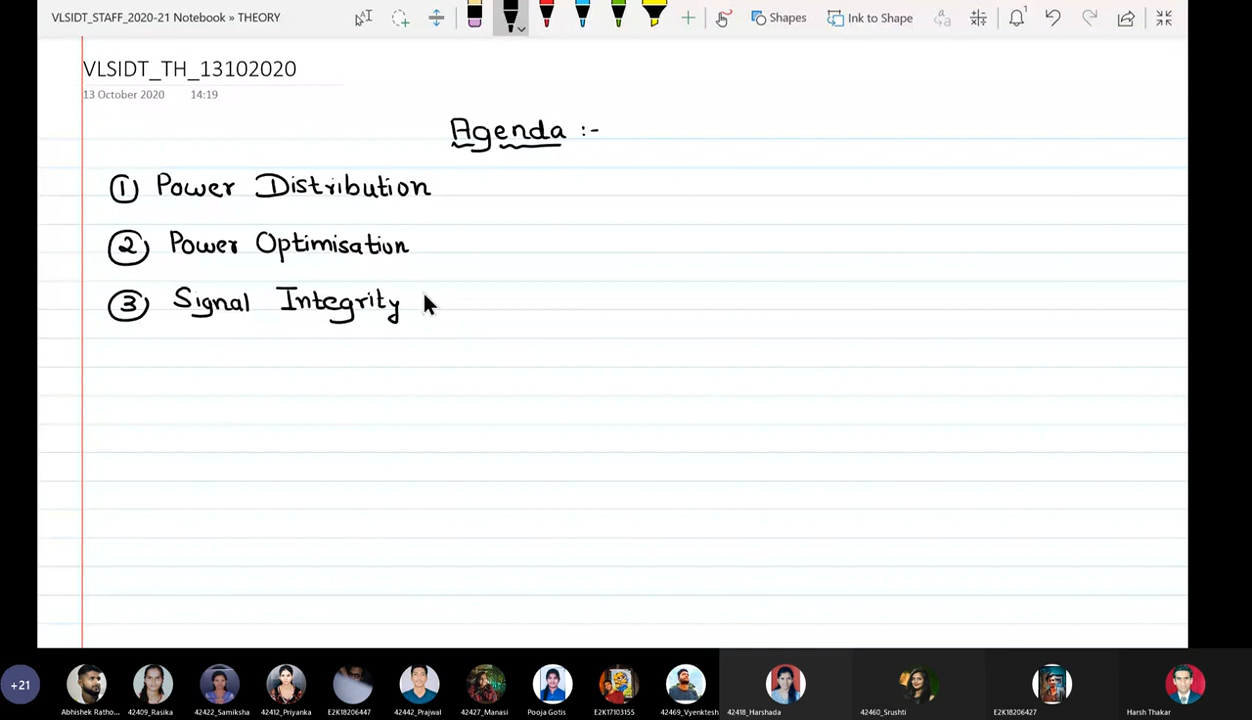 VLSIDT_STAFF_2020-21 Notebook » THEORY
Shapes
Ink to Shape
VLSIDT_TH_13102020
13 October 2020 14:19
Agenda :-
① Power Distribution
② Power Optimisation
③ Signal Integrity
+21
Abhishek Ratho...
42409_Rasika
42422_Samiksha
42412_Priyanka
E2K18206447
42442_Prajwal
42427_Manasi
Pooja Gotis
E2K17103155
42469_Vyenktesh
42418_Harshada
42460_Srushti
E2K18206427
Harsh Thakar